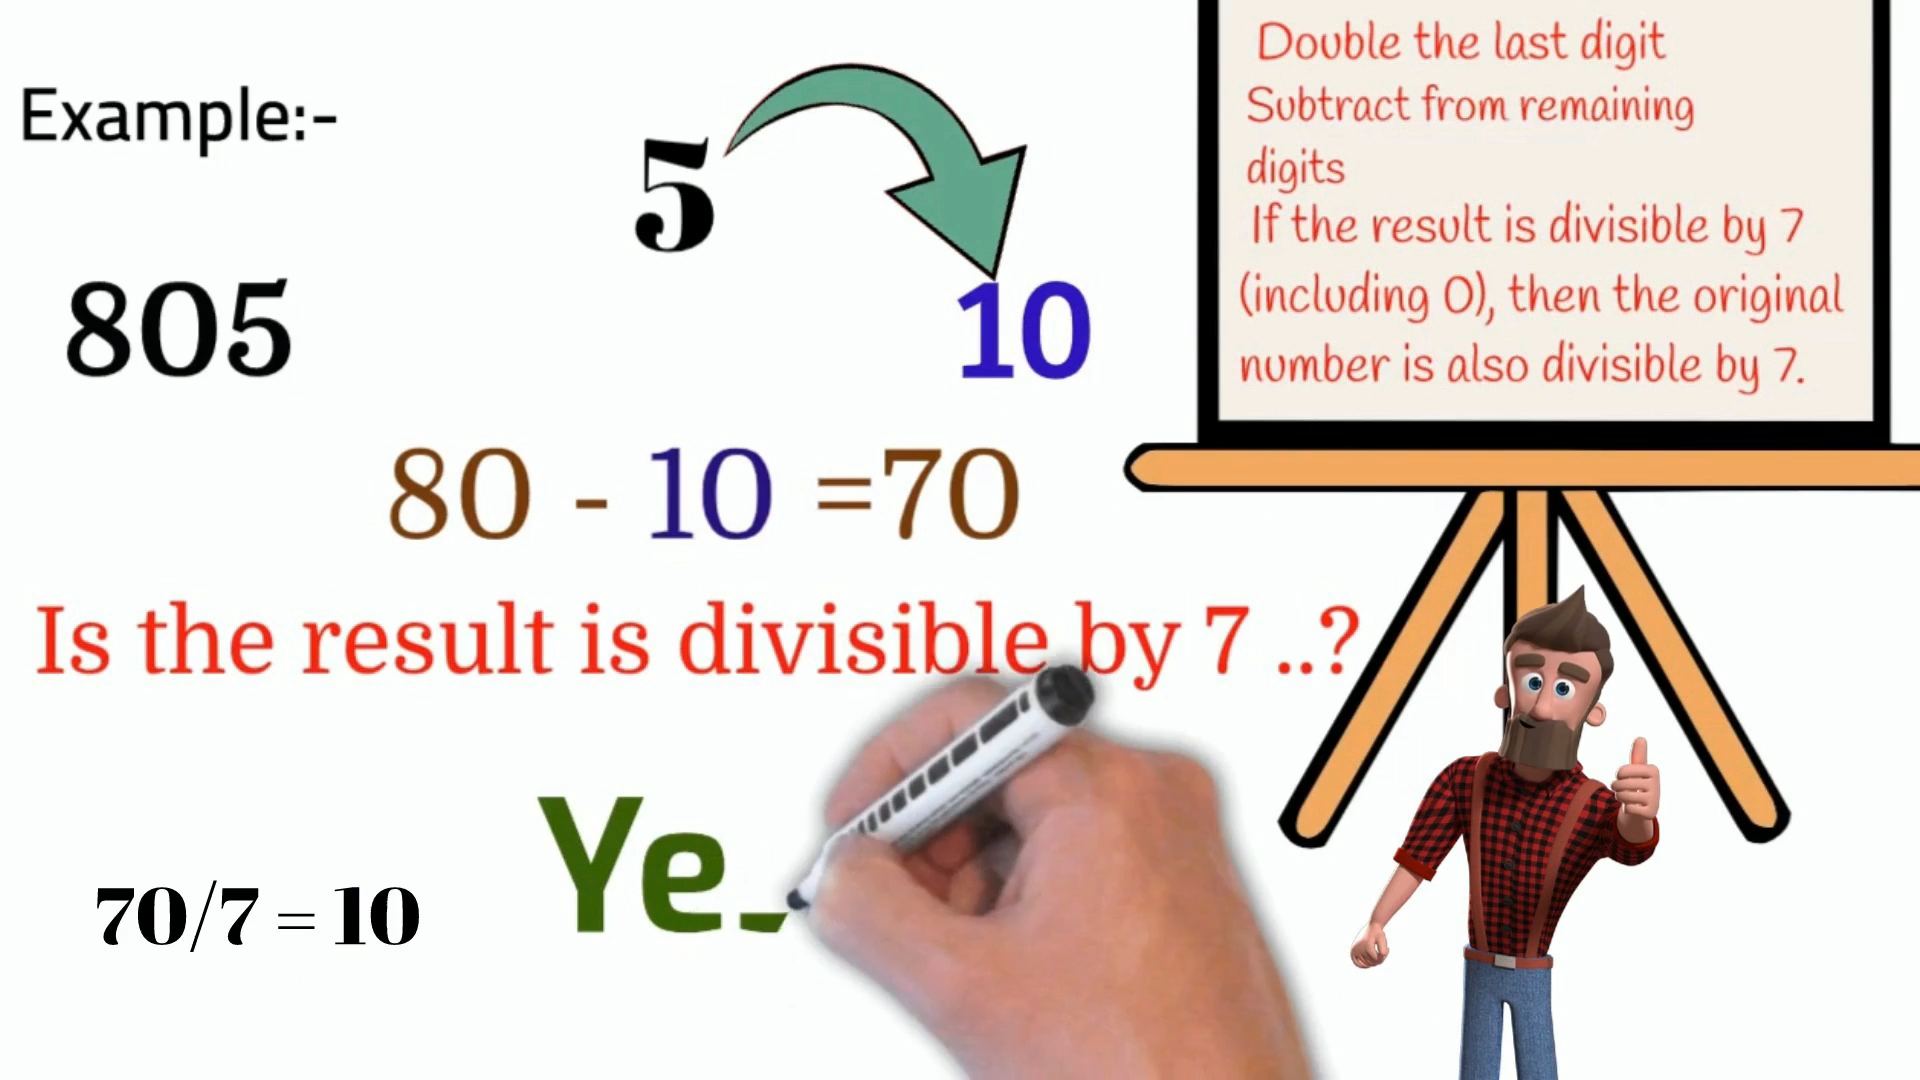 Example:-
5
805
10
80 - 10 =70
Is the result is divisible by 7 ..?
70/7 = 10
Ye
Double the last digit
Subtract from remaining
digits
If the result is divisible by 7
(including 0), then the original
number is also divisible by 7.